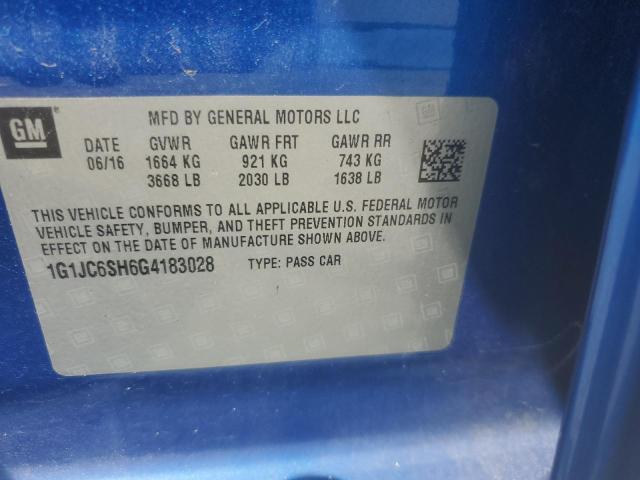 GM
MFD BY GENERAL MOTORS LLC
DATE GVWR GAWR FRT GAWR RR
06/16 1664 KG 921 KG 743 KG
3668 LB 2030 LB 1638 LB
THIS VEHICLE CONFORMS TO ALL APPLICABLE U.S. FEDERAL MOTOR
VEHICLE SAFETY, BUMPER, AND THEFT PREVENTION STANDARDS IN
EFFECT ON THE DATE OF MANUFACTURE SHOWN ABOVE.
1G1JC6SH6G4183028 TYPE: PASS CAR